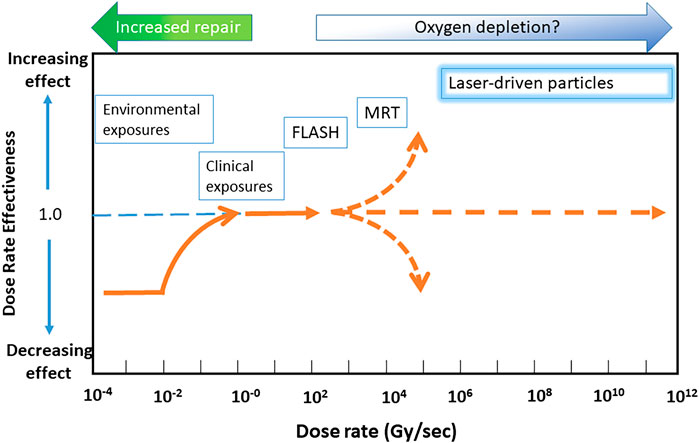 Increased repair
Oxygen depletion?
Increasing
effect
Laser-driven particles
Environmental
exposures
MRT
FLASH
Clinical
exposures
Dose Rate Effectiveness
1.0
Decreasing
effect
10⁻⁴
10⁻²
10⁻⁰
10²
10⁴
10⁶
10⁸
10¹⁰
10¹²
Dose rate (Gy/sec)